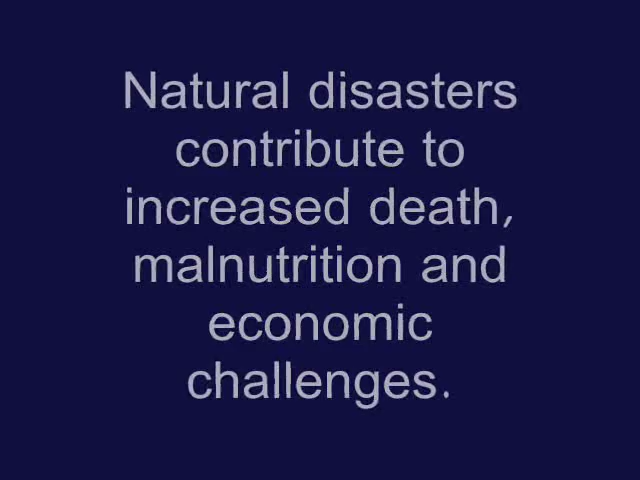 Natural disasters
contribute to
increased death,
malnutrition and
economic
challenges.